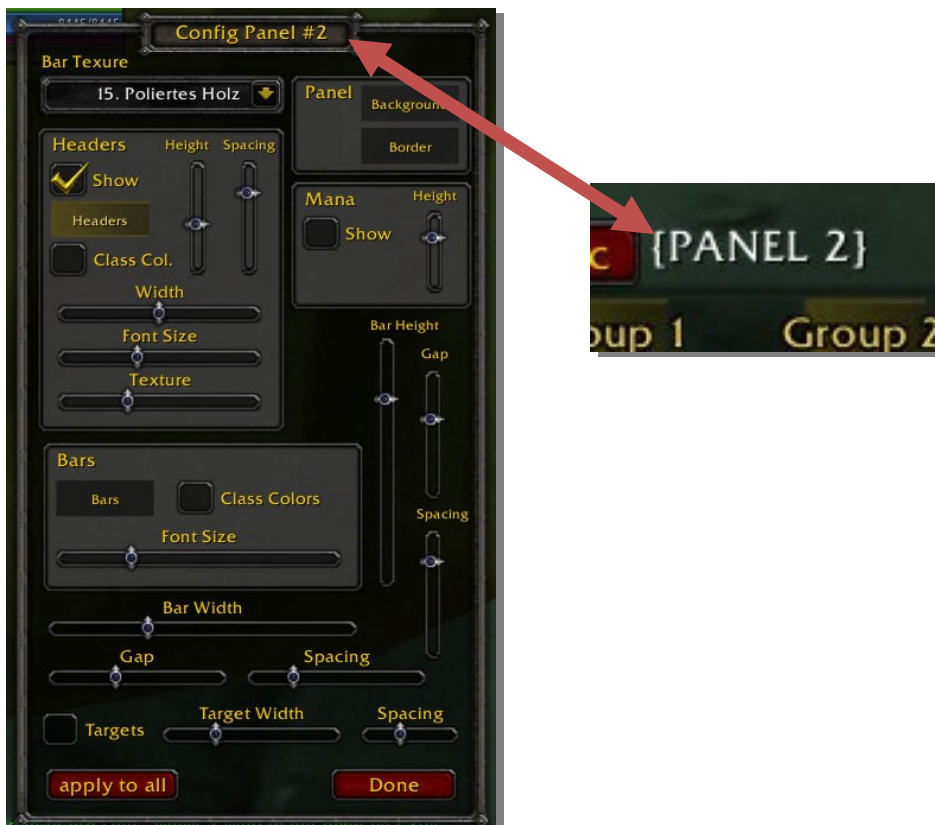 8445/8445
Config Panel #2
Bar Texure
15. Poliertes Holz
Panel
Background
Border
Headers
Height Spacing
Show
Headers
Class Col.
Width
Font Size
Texture
Mana
Height
Show
Bar Height
Gap
Spacing
Bars
Bars
Class Colors
Font Size
Bar Width
Gap
Spacing
Targets
Target Width
Spacing
apply to all
Done
c {PANEL 2}
oup 1 Group 2